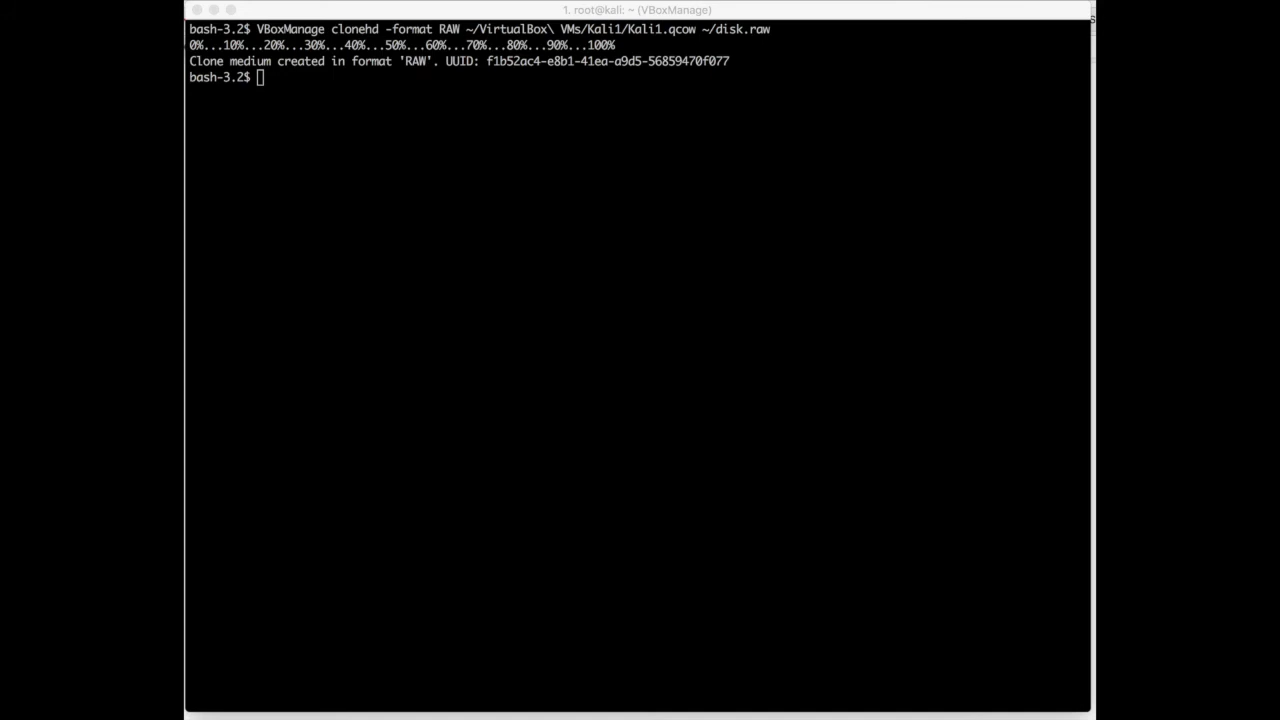 1. root@kali: ~ (VBoxManage)
bash-3.2$ VBoxManage clonehd -format RAW ~/VirtualBox\ VMs/Kali1/Kali1.qcow ~/disk.raw
0%...10%...20%...30%...40%...50%...60%...70%...80%...90%...100%
Clone medium created in format 'RAW'. UUID: f1b52ac4-e8b1-41ea-a9d5-56859470f077
bash-3.2$